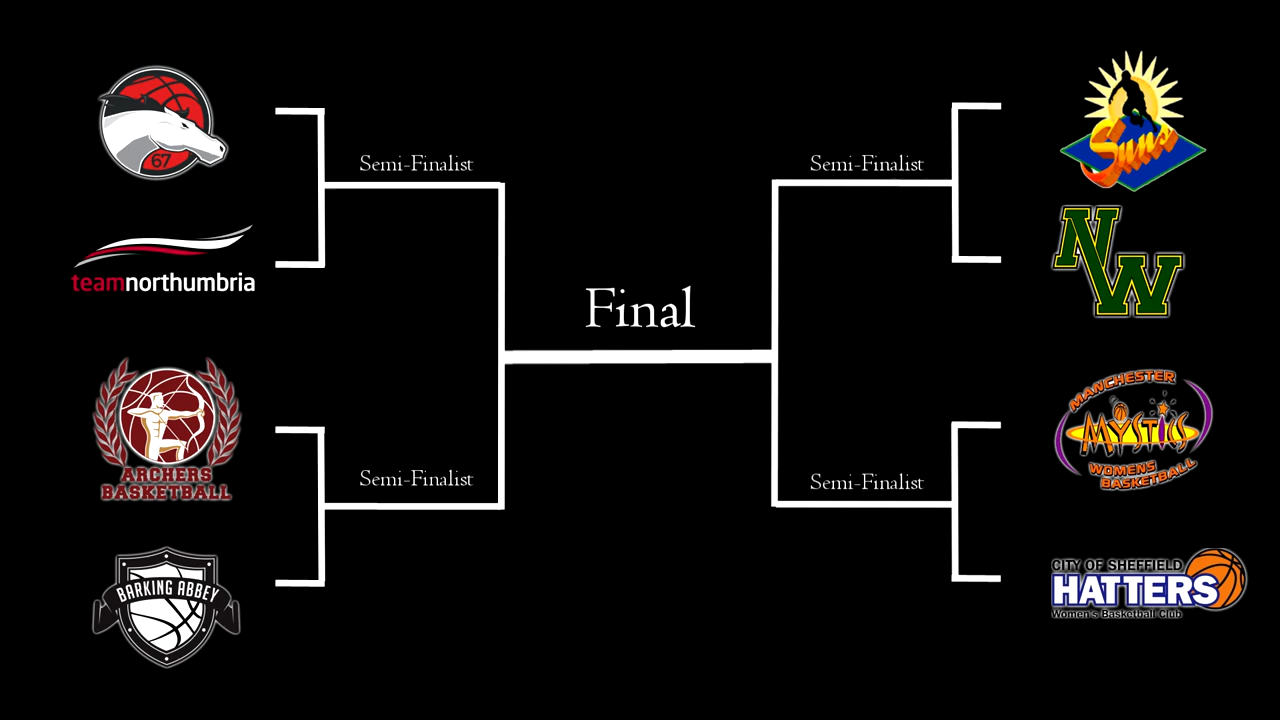 67
teamnorthumbria
ARCHERS
BASKETBALL
BARKING ABBEY
Semi-Finalist
Semi-Finalist
Final
Semi-Finalist
Semi-Finalist
Suns
NW
MANCHESTER
MYSTICS
WOMENS
BASKETBALL
CITY OF SHEFFIELD
HATTERS
Women's Basketball Club